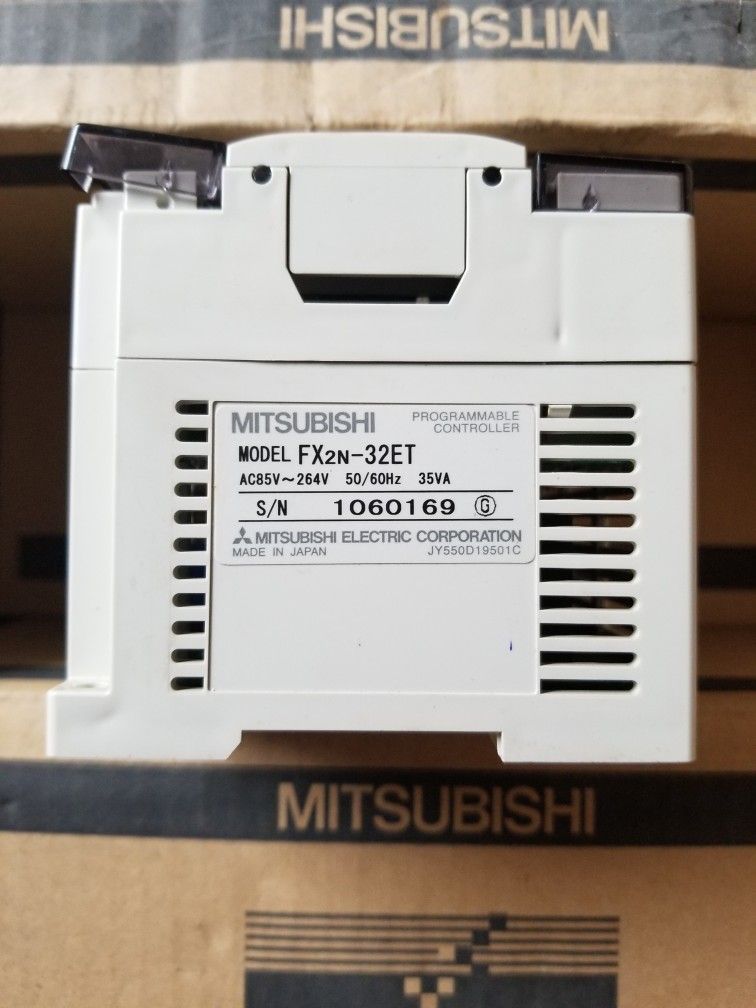 MITSUBISHI
MITSUBISHI
PROGRAMMABLE
CONTROLLER
MODEL FX2N-32ET
AC85V～264V 50/60Hz 35VA
S/N 1060169 G
MITSUBISHI ELECTRIC CORPORATION
MADE IN JAPAN JY550D19501C
MITSUBISHI